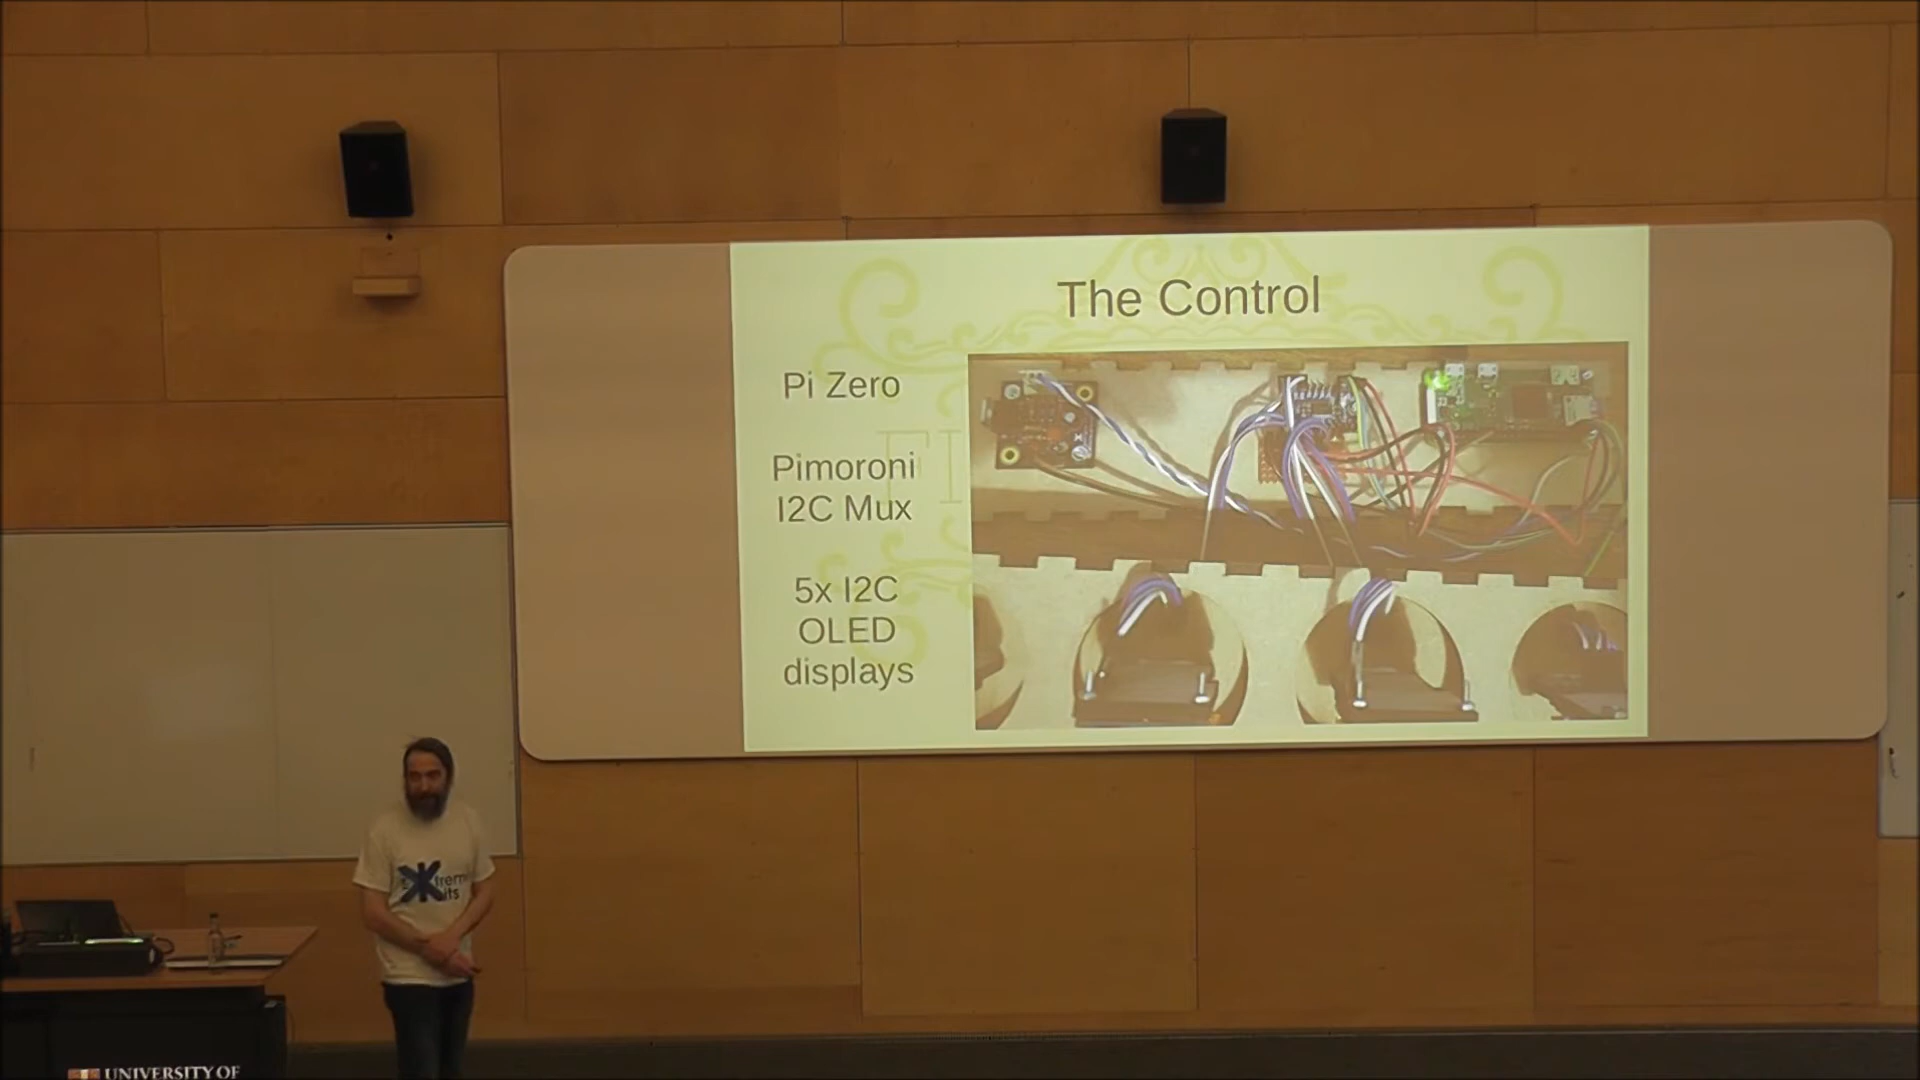 The Control
Pi Zero
Pimoroni
I2C Mux
5x I2C
OLED
displays
UNIVERSITY OF